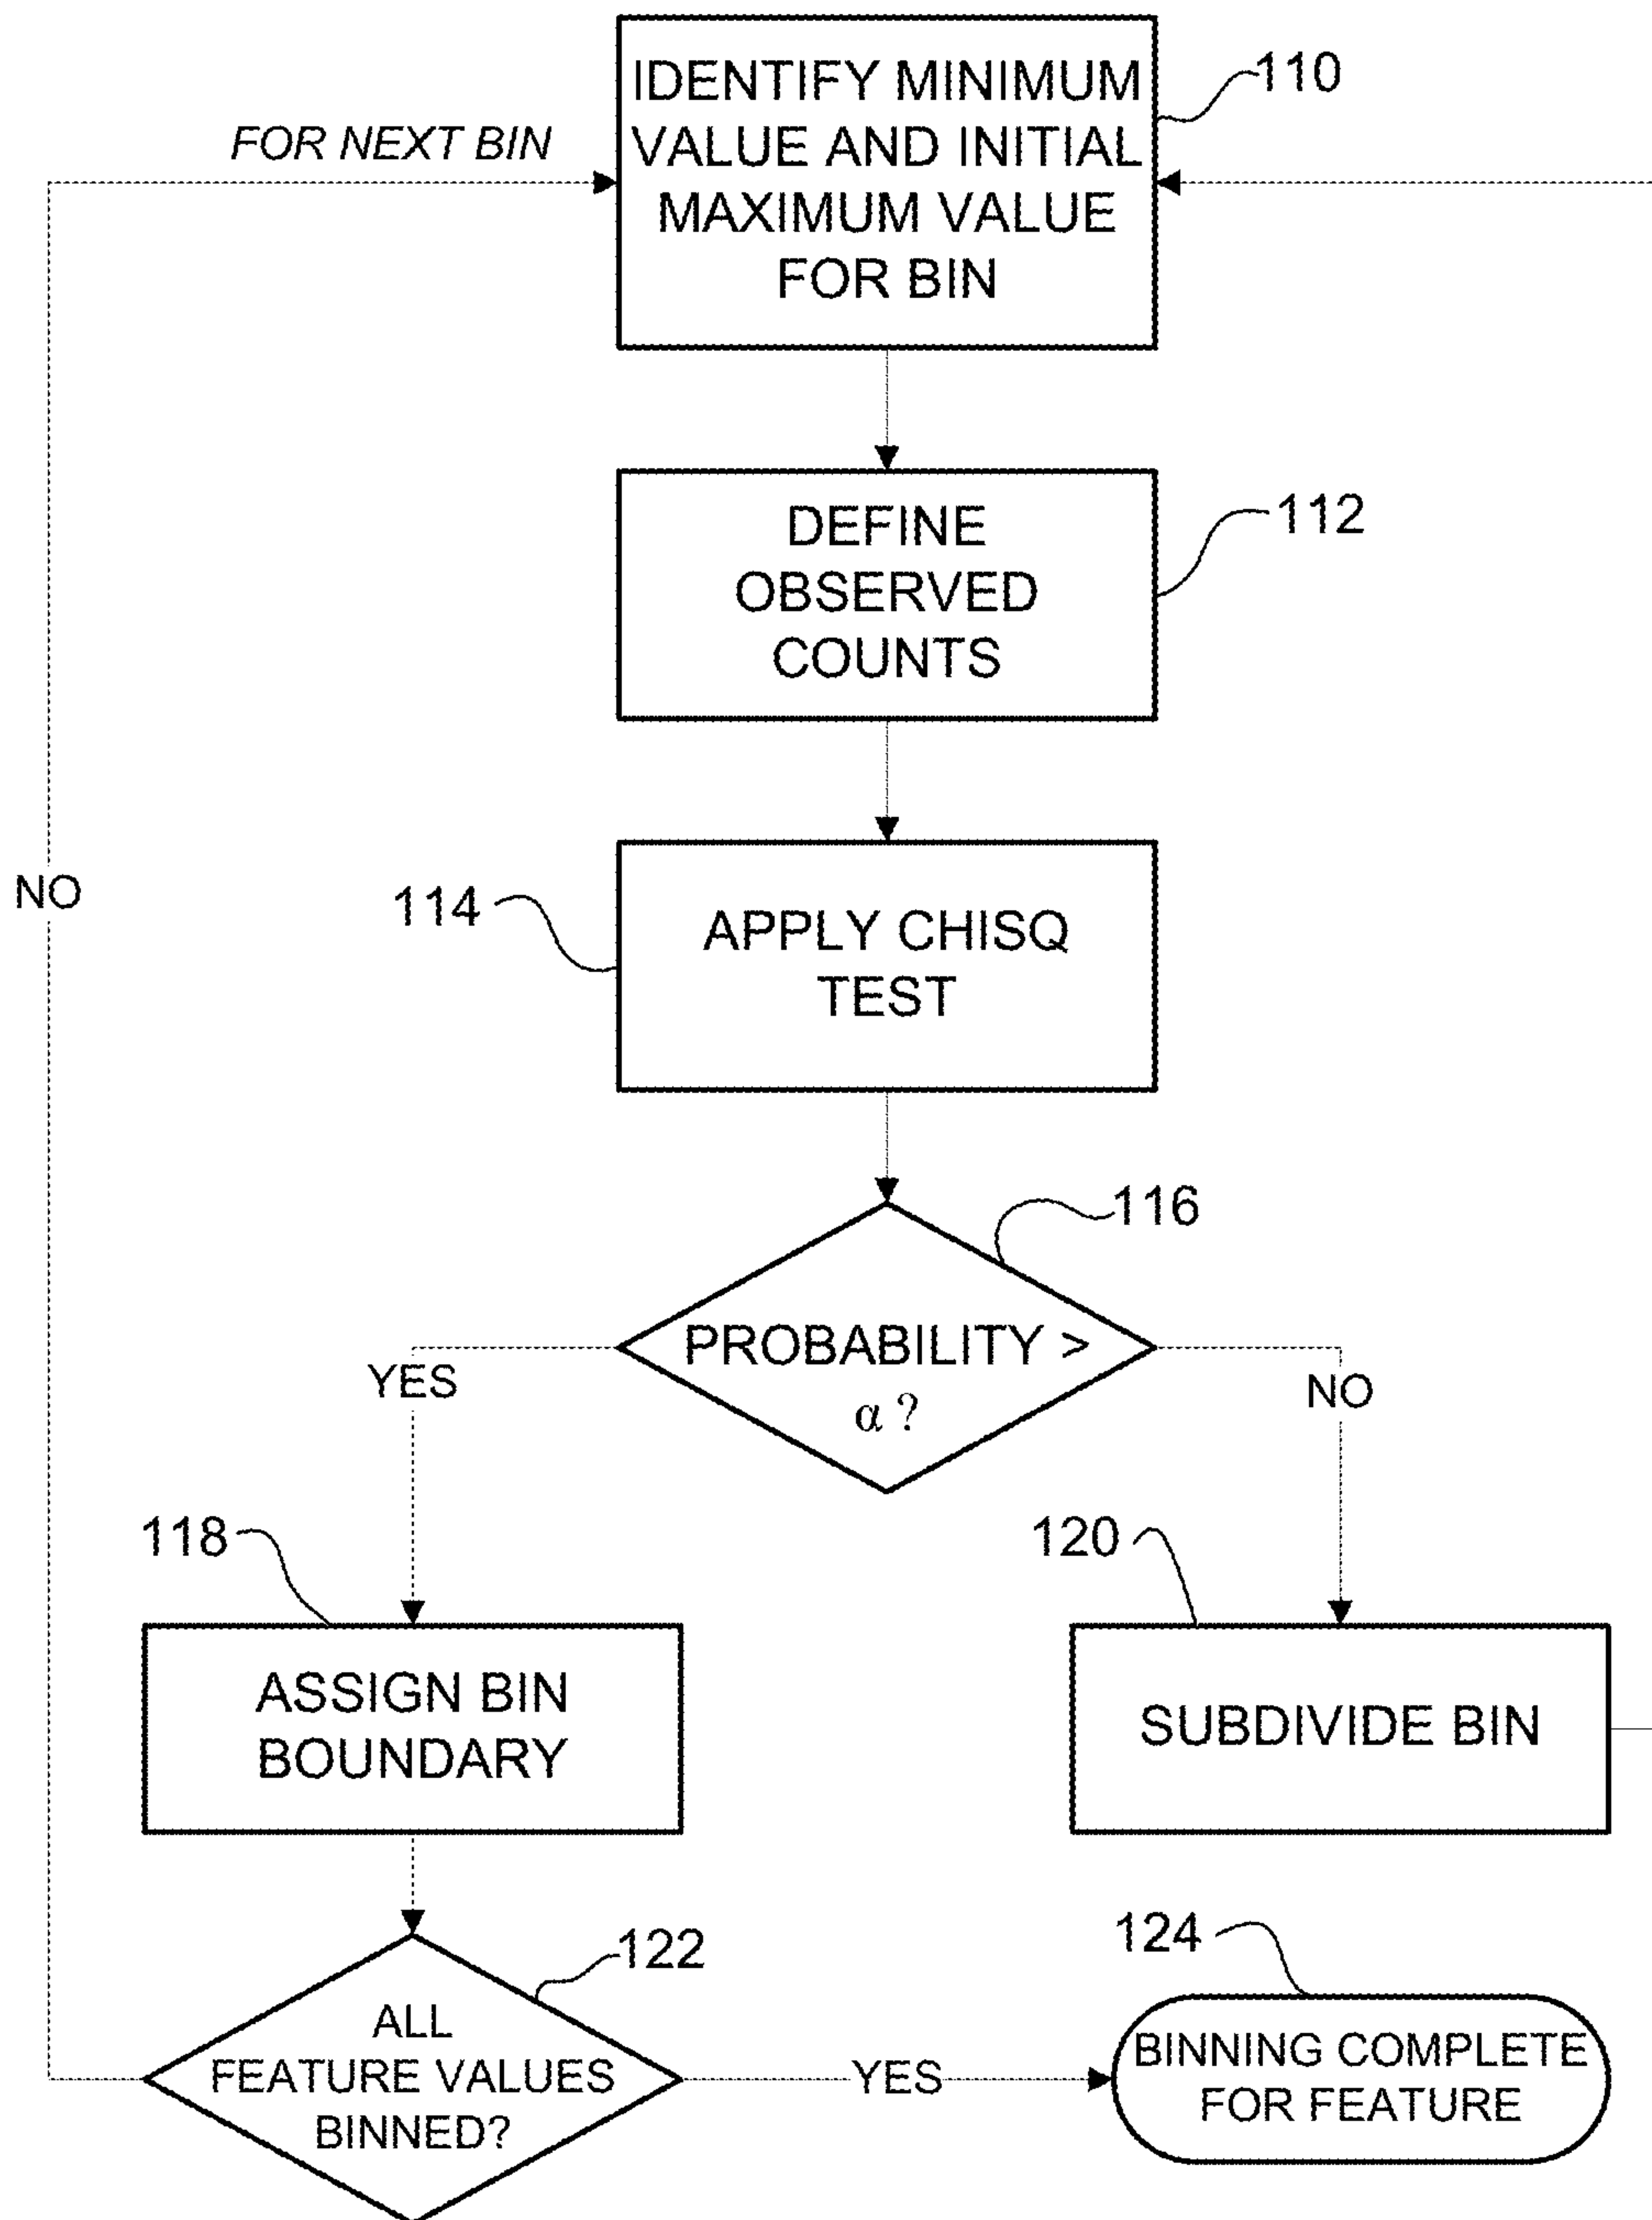 IDENTIFY MINIMUM
VALUE AND INITIAL
MAXIMUM VALUE
FOR BIN
110
FOR NEXT BIN
DEFINE
OBSERVED
COUNTS
112
NO
114
APPLY CHISQ
TEST
116
PROBABILITY >
α ?
YES
NO
118
120
ASSIGN BIN
BOUNDARY
SUBDIVIDE BIN
122
124
ALL
FEATURE VALUES
BINNED?
YES
BINNING COMPLETE
FOR FEATURE